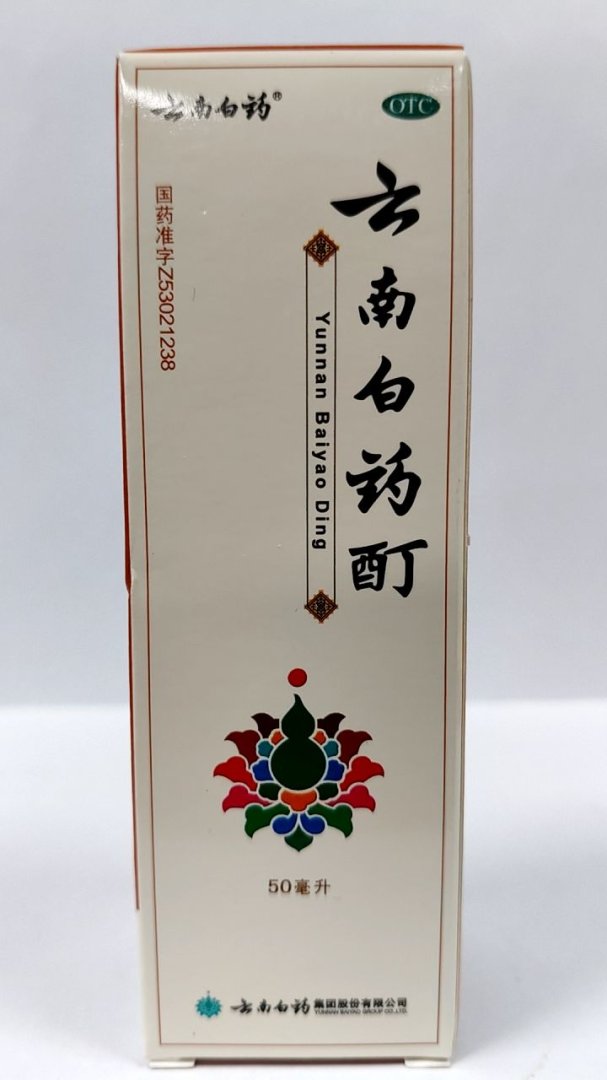 云南白药®
OTC
国药准字Z53021238
云南白药酊
Yunnan Baiyao Ding
50毫升
云南白药集团股份有限公司
YUNNAN BAIYAO GROUP CO.,LTD.